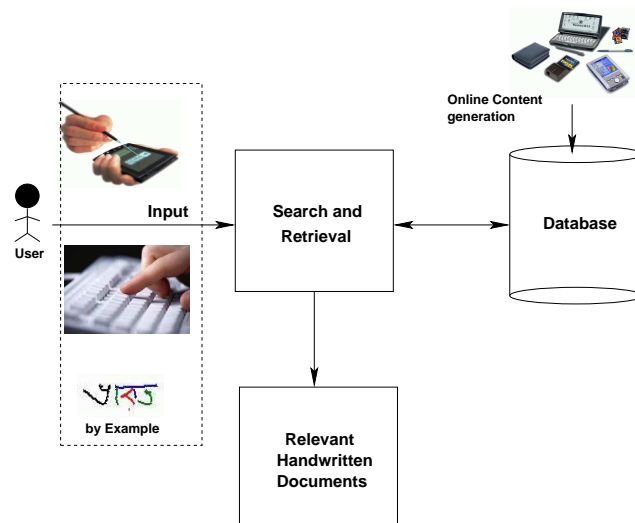 Online Content
generation
Input
User
Search and
Retrieval
Database
by Example
Relevant
Handwritten
Documents